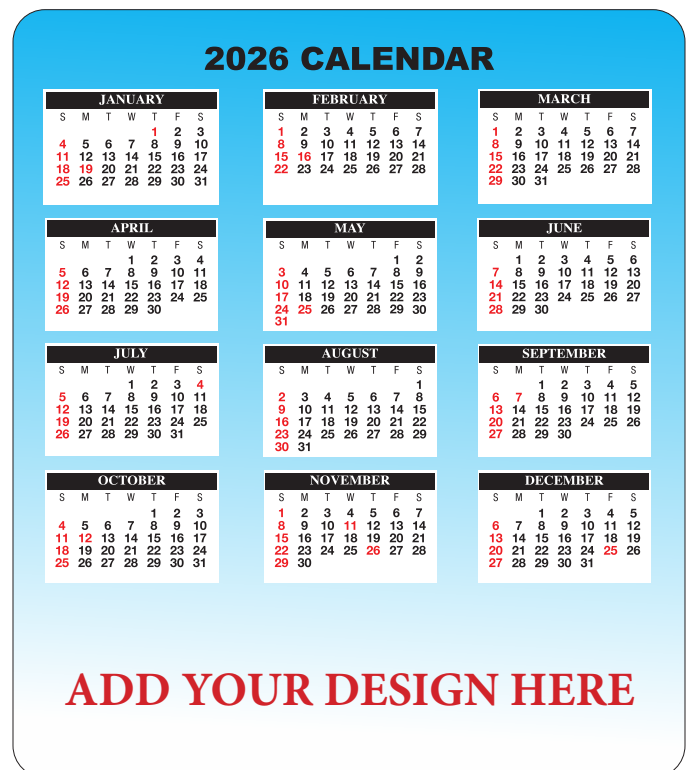 2026 CALENDAR
JANUARY
S M T W T F S
1 2 3
4 5 6 7 8 9 10
11 12 13 14 15 16 17
18 19 20 21 22 23 24
25 26 27 28 29 30 31
FEBRUARY
S M T W T F S
1 2 3 4 5 6 7
8 9 10 11 12 13 14
15 16 17 18 19 20 21
22 23 24 25 26 27 28
MARCH
S M T W T F S
1 2 3 4 5 6 7
8 9 10 11 12 13 14
15 16 17 18 19 20 21
22 23 24 25 26 27 28
29 30 31
APRIL
S M T W T F S
1 2 3 4
5 6 7 8 9 10 11
12 13 14 15 16 17 18
19 20 21 22 23 24 25
26 27 28 29 30
MAY
S M T W T F S
1 2
3 4 5 6 7 8 9
10 11 12 13 14 15 16
17 18 19 20 21 22 23
24 25 26 27 28 29 30
31
JUNE
S M T W T F S
1 2 3 4 5 6
7 8 9 10 11 12 13
14 15 16 17 18 19 20
21 22 23 24 25 26 27
28 29 30
JULY
S M T W T F S
1 2 3 4
5 6 7 8 9 10 11
12 13 14 15 16 17 18
19 20 21 22 23 24 25
26 27 28 29 30 31
AUGUST
S M T W T F S
1
2 3 4 5 6 7 8
9 10 11 12 13 14 15
16 17 18 19 20 21 22
23 24 25 26 27 28 29
30 31
SEPTEMBER
S M T W T F S
1 2 3 4 5
6 7 8 9 10 11 12
13 14 15 16 17 18 19
20 21 22 23 24 25 26
27 28 29 30
OCTOBER
S M T W T F S
1 2 3
4 5 6 7 8 9 10
11 12 13 14 15 16 17
18 19 20 21 22 23 24
25 26 27 28 29 30 31
NOVEMBER
S M T W T F S
1 2 3 4 5 6 7
8 9 10 11 12 13 14
15 16 17 18 19 20 21
22 23 24 25 26 27 28
29 30
DECEMBER
S M T W T F S
1 2 3 4 5
6 7 8 9 10 11 12
13 14 15 16 17 18 19
20 21 22 23 24 25 26
27 28 29 30 31
ADD YOUR DESIGN HERE